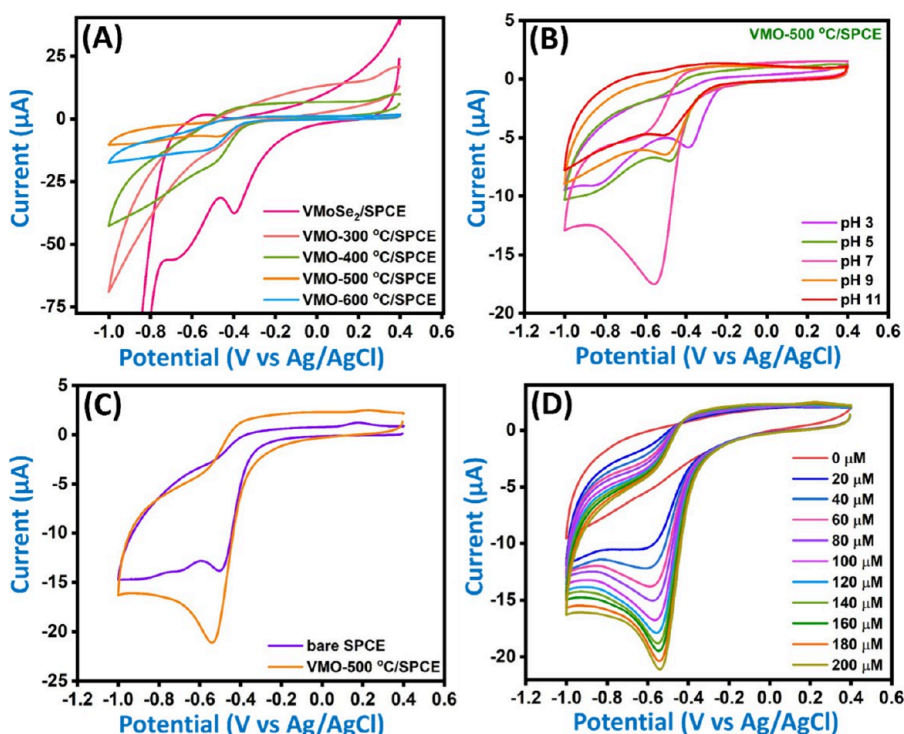 (A)
25
0
-25
-50
-75
Current (µA)
VMoSe₂/SPCE
VMO-300 °C/SPCE
VMO-400 °C/SPCE
VMO-500 °C/SPCE
VMO-600 °C/SPCE
-1.0 -0.8 -0.6 -0.4 -0.2 0.0 0.2 0.4
Potential (V vs Ag/AgCl)
(B)
VMO-500 °C/SPCE
5
0
-5
-10
-15
-20
Current (µA)
pH 3
pH 5
pH 7
pH 9
pH 11
-1.2 -1.0 -0.8 -0.6 -0.4 -0.2 0.0 0.2 0.4
Potential (V vs Ag/AgCl)
(C)
5
0
-5
-10
-15
-20
-25
Current (µA)
bare SPCE
VMO-500 °C/SPCE
-1.2 -1.0 -0.8 -0.6 -0.4 -0.2 0.0 0.2 0.4
Potential (V vs Ag/AgCl)
(D)
5
0
-5
-10
-15
-20
Current (µA)
0 µM
20 µM
40 µM
60 µM
80 µM
100 µM
120 µM
140 µM
160 µM
180 µM
200 µM
-1.2 -1.0 -0.8 -0.6 -0.4 -0.2 0.0 0.2 0.4
Potential (V vs Ag/AgCl)